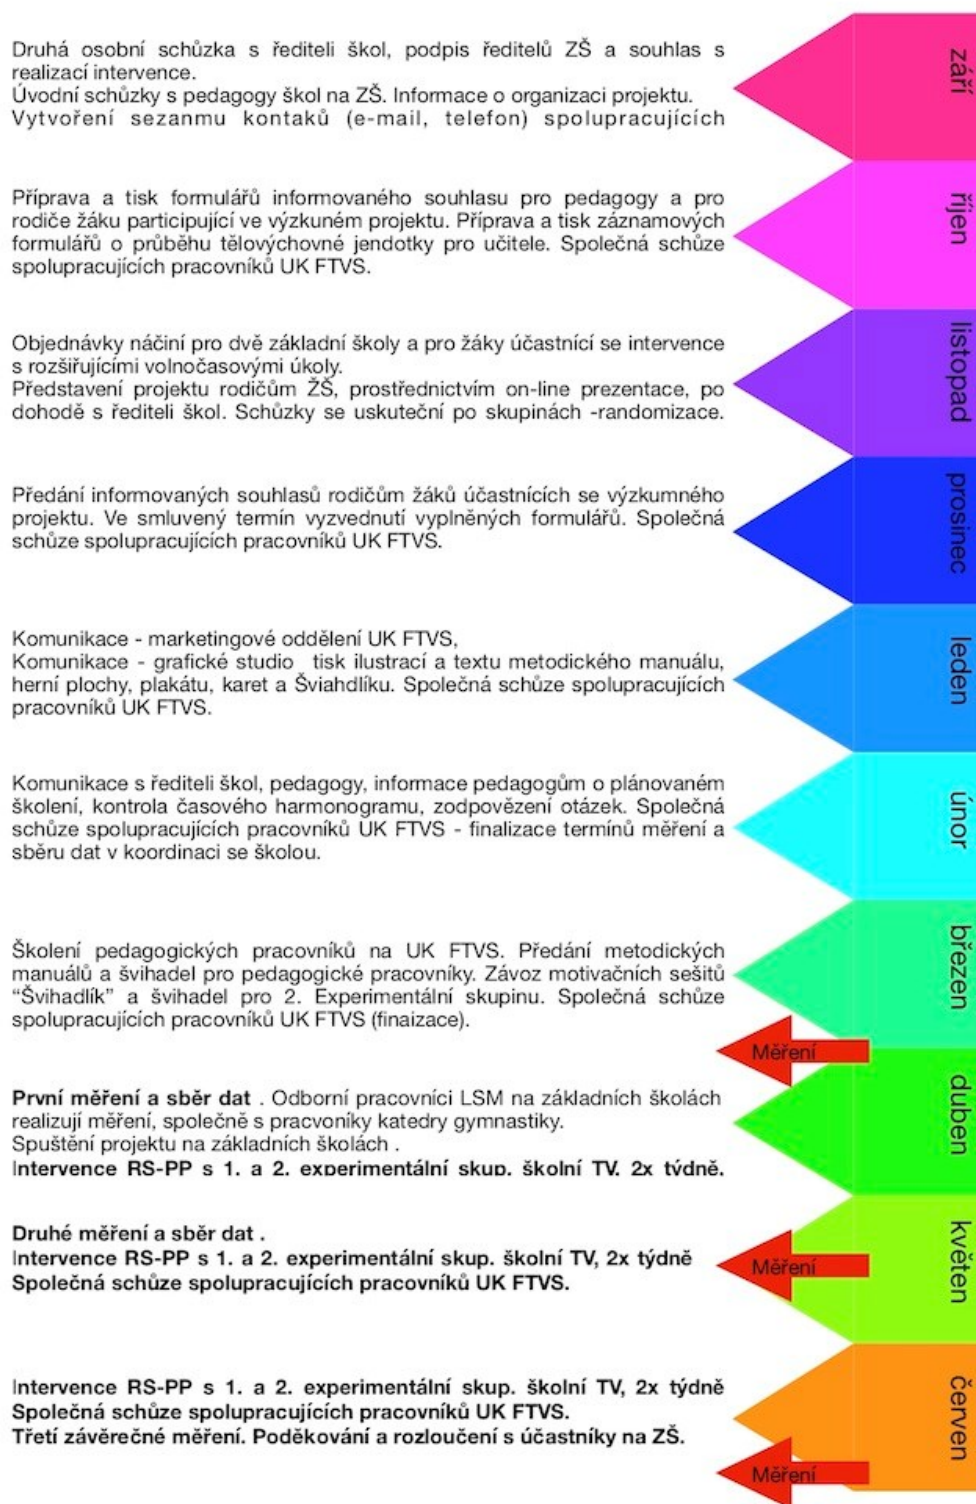 Druhá osobní schůzka s řediteli škol, podpis ředitelů ZŠ a souhlas s
realizací intervence.
Úvodní schůzky s pedagogy škol na ZŠ. Informace o organizaci projektu.
Vytvoření sezanmu kontaků (e-mail, telefon) spolupracujících
září
Příprava a tisk formulářů informovaného souhlasu pro pedagogy a pro
rodiče žáku participující ve výzkuném projektu. Příprava a tisk záznamových
formulářů o průběhu tělovýchovné jendotky pro učitele. Společná schůze
spolupracujících pracovníků UK FTVS.
říjen
Objednávky náčiní pro dvě základní školy a pro žáky účastnící se intervence
s rozšiřujícími volnočasovými úkoly.
Představení projektu rodičům ŽŠ, prostřednictvím on-line prezentace, po
dohodě s řediteli škol. Schůzky se uskuteční po skupinách -randomizace.
listopad
Předání informovaných souhlasů rodičům žáků účastnících se výzkumného
projektu. Ve smluvený termín vyzvednutí vyplněných formulářů. Společná
schůze spolupracujících pracovníků UK FTVS.
prosinec
Komunikace - marketingové oddělení UK FTVS,
Komunikace - grafické studio_ tisk ilustrací a textu metodického manuálu,
herní plochy, plakátu, karet a Šviahdlíku. Společná schůze spolupracujících
pracovníků UK FTVS.
leden
Komunikace s řediteli škol, pedagogy, informace pedagogům o plánovaném
školení, kontrola časového harmonogramu, zodpovězení otázek. Společná
schůze spolupracujících pracovníků UK FTVS - finalizace termínů měření a
sběru dat v koordinaci se školou.
únor
Školení pedagogických pracovníků na UK FTVS. Předání metodických
manuálů a švihadel pro pedagogické pracovníky. Závoz motivačních sešitů
“Švihadlík” a švihadel pro 2. Experimentální skupinu. Společná schůze
spolupracujících pracovníků UK FTVS (finaizace).
březen
Měření
První měření a sběr dat . Odborní pracovníci LSM na základních školách
realizují měření, společně s pracvoníky katedry gymnastiky.
Spuštění projektu na základních školách .
Intervence RS-PP s 1. a 2. experimentální skup. školní TV. 2x týdně.
duben
Druhé měření a sběr dat .
Intervence RS-PP s 1. a 2. experimentální skup. školní TV, 2x týdně
Společná schůze spolupracujících pracovníků UK FTVS.
Měření
květen
Intervence RS-PP s 1. a 2. experimentální skup. školní TV, 2x týdně
Společná schůze spolupracujících pracovníků UK FTVS.
Třetí závěrečné měření. Poděkování a rozloučení s účastníky na ZŠ.
červen
Měření